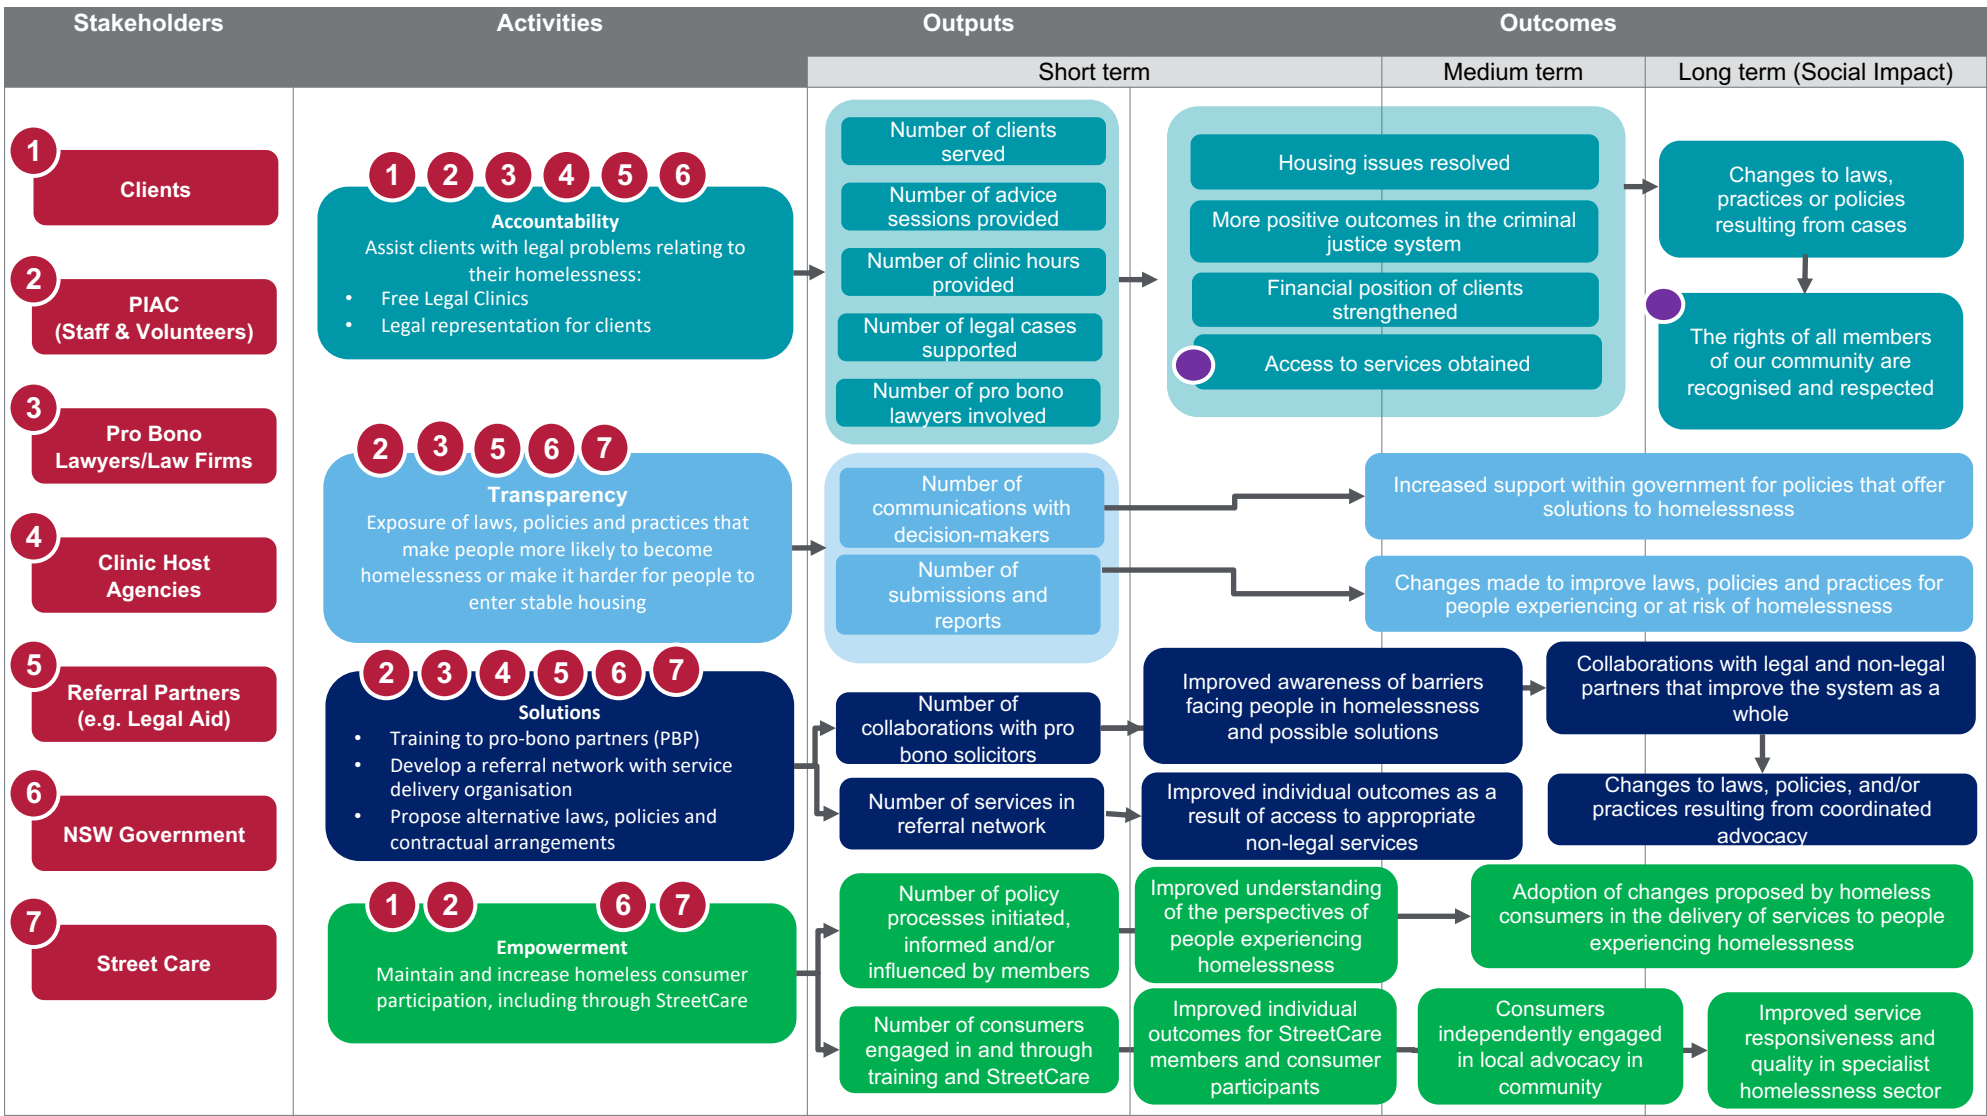 Stakeholders
Activities
Outputs
Outcomes
Short term
Medium term
Long term (Social Impact)
1
Clients
2
PIAC
(Staff & Volunteers)
3
Pro Bono
Lawyers/Law Firms
4
Clinic Host
Agencies
5
Referral Partners
(e.g. Legal Aid)
6
NSW Government
7
Street Care
1 2 3 4 5 6
Accountability
Assist clients with legal problems relating to
their homelessness:
• Free Legal Clinics
• Legal representation for clients
Number of clients
served
Number of advice
sessions provided
Number of clinic hours
provided
Number of legal cases
supported
Number of pro bono
lawyers involved
Housing issues resolved
More positive outcomes in the criminal
justice system
Financial position of clients
strengthened
Access to services obtained
Changes to laws,
practices or policies
resulting from cases
The rights of all members
of our community are
recognised and respected
2 3 5 6 7
Transparency
Exposure of laws, policies and practices that
make people more likely to become
homelessness or make it harder for people to
enter stable housing
Number of
communications with
decision-makers
Number of
submissions and
reports
Increased support within government for policies that offer
solutions to homelessness
Changes made to improve laws, policies and practices for
people experiencing or at risk of homelessness
2 3 4 5 6 7
Solutions
• Training to pro-bono partners (PBP)
• Develop a referral network with service
delivery organisation
• Propose alternative laws, policies and
contractual arrangements
Number of
collaborations with pro
bono solicitors
Number of services in
referral network
Improved awareness of barriers
facing people in homelessness
and possible solutions
Improved individual outcomes as a
result of access to appropriate
non-legal services
Collaborations with legal and non-legal
partners that improve the system as a
whole
Changes to laws, policies, and/or
practices resulting from coordinated
advocacy
1 2 6 7
Empowerment
Maintain and increase homeless consumer
participation, including through StreetCare
Number of policy
processes initiated,
informed and/or
influenced by members
Number of consumers
engaged in and through
training and StreetCare
Improved understanding
of the perspectives of
people experiencing
homelessness
Improved individual
outcomes for StreetCare
members and consumer
participants
Adoption of changes proposed by homeless
consumers in the delivery of services to people
experiencing homelessness
Consumers
independently engaged
in local advocacy in
community
Improved service
responsiveness and
quality in specialist
homelessness sector